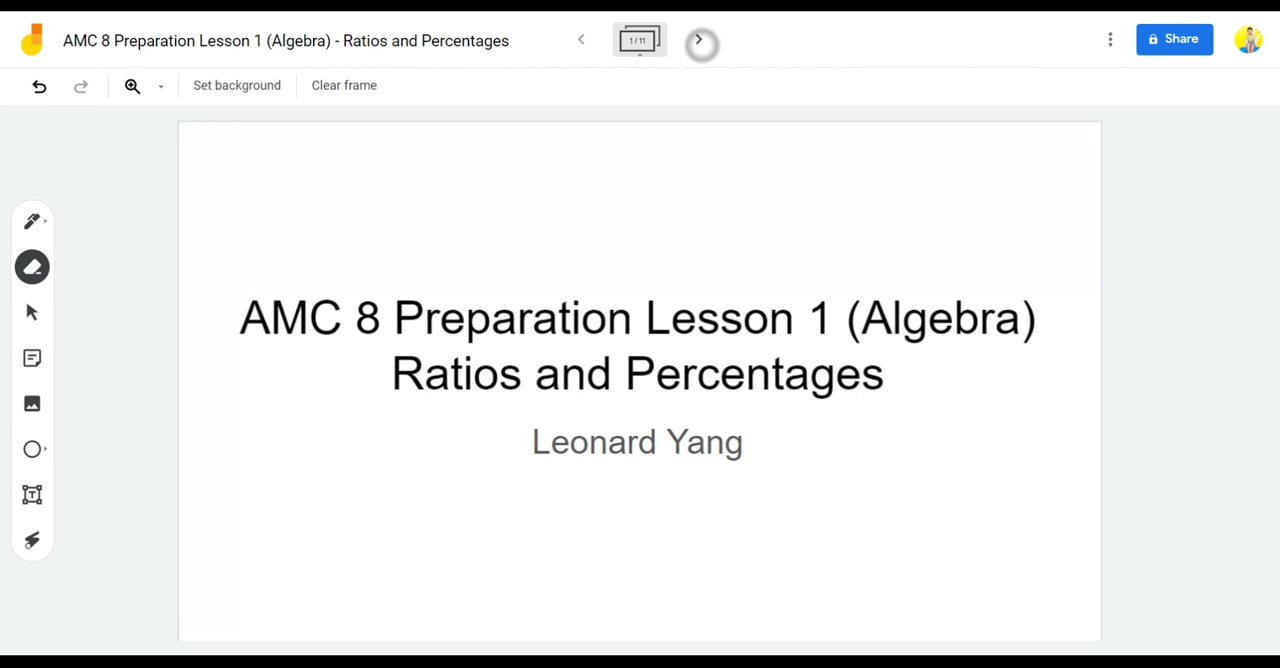 AMC 8 Preparation Lesson 1 (Algebra) - Ratios and Percentages
1 / 11
Share
Set background
Clear frame
AMC 8 Preparation Lesson 1 (Algebra)
Ratios and Percentages
Leonard Yang